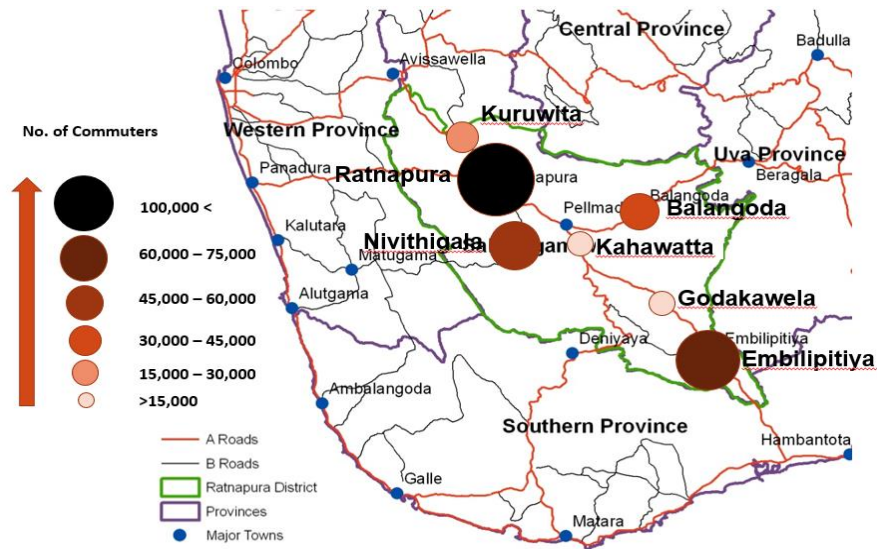 Central Province
Badulla
Colombo
Avissawella
Kuruwita
No. of Commuters
Western Province
Uva Province
Beragala
Panadura
Ratnapura
apura
Balangoda
100,000 <
Pellmad
Balangoda
Kalutara
Nivithigala
Kahawatta
60,000 – 75,000
Matugama
45,000 – 60,000
Alutgama
Godakawela
30,000 – 45,000
Deniyaya
Embilipitiya
Embilipitiya
15,000 – 30,000
>15,000
Ambalangoda
Southern Province
A Roads
Hambantota
B Roads
Ratnapura District
Galle
Provinces
Major Towns
Matara